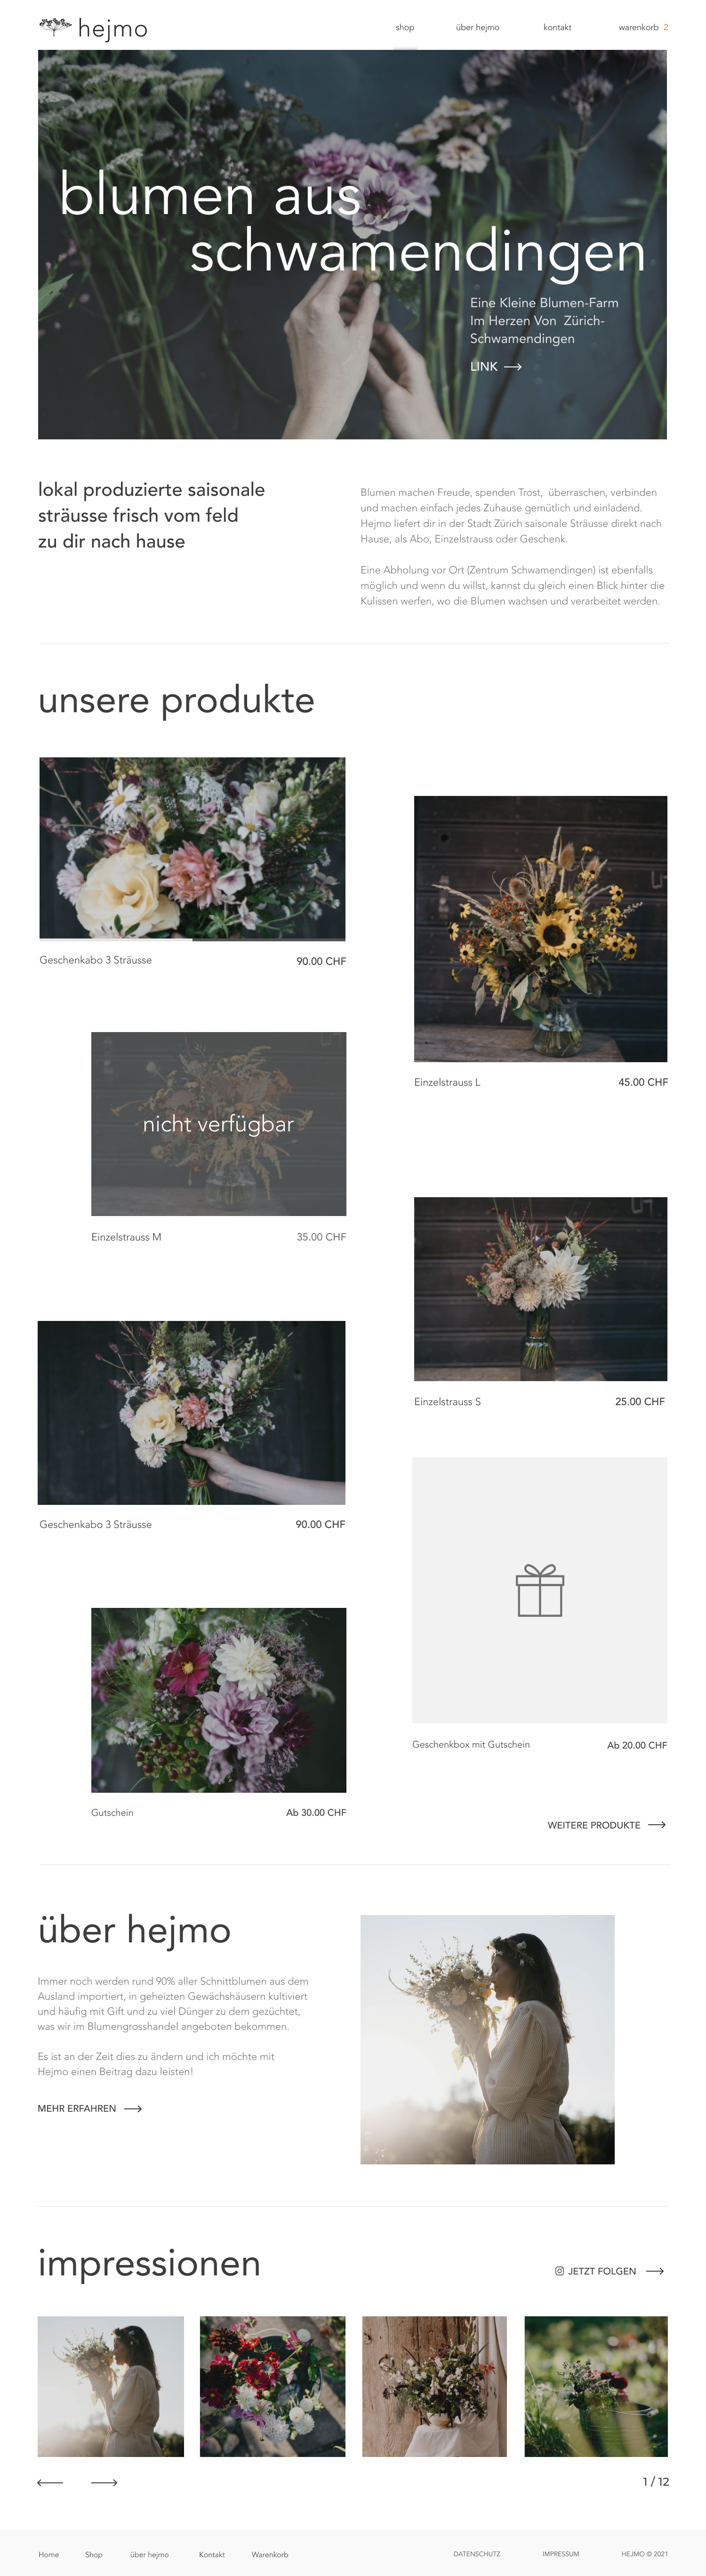 hejmo
shop
über hejmo
kontakt
warenkorb 2
blumen aus
schwamendingen
Eine Kleine Blumen-Farm
Im Herzen Von  Zürich-
Schwamendingen
LINK
lokal produzierte saisonale
sträusse frisch vom feld
zu dir nach hause
Blumen machen Freude, spenden Trost,  überraschen, verbinden
und machen einfach jedes Zuhause gemütlich und einladend.
Hejmo liefert dir in der Stadt Zürich saisonale Sträusse direkt nach
Hause, als Abo, Einzelstrauss oder Geschenk.
Eine Abholung vor Ort (Zentrum Schwamendingen) ist ebenfalls
möglich und wenn du willst, kannst du gleich einen Blick hinter die
Kulissen werfen, wo die Blumen wachsen und verarbeitet werden.
unsere produkte
Geschenkabo 3 Sträusse
90.00 CHF
Einzelstrauss L
45.00 CHF
nicht verfügbar
Einzelstrauss M
35.00 CHF
Einzelstrauss S
25.00 CHF
Geschenkabo 3 Sträusse
90.00 CHF
Geschenkbox mit Gutschein
Ab 20.00 CHF
Gutschein
Ab 30.00 CHF
WEITERE PRODUKTE
über hejmo
Immer noch werden rund 90% aller Schnittblumen aus dem
Ausland importiert, in geheizten Gewächshäusern kultiviert
und häufig mit Gift und zu viel Dünger zu dem gezüchtet,
was wir im Blumengrosshandel angeboten bekommen.
Es ist an der Zeit dies zu ändern und ich möchte mit
Hejmo einen Beitrag dazu leisten!
MEHR ERFAHREN
impressionen
JETZT FOLGEN
1 / 12
Home
Shop
über hejmo
Kontakt
Warenkorb
DATENSCHUTZ
IMPRESSUM
HEJMO © 2021